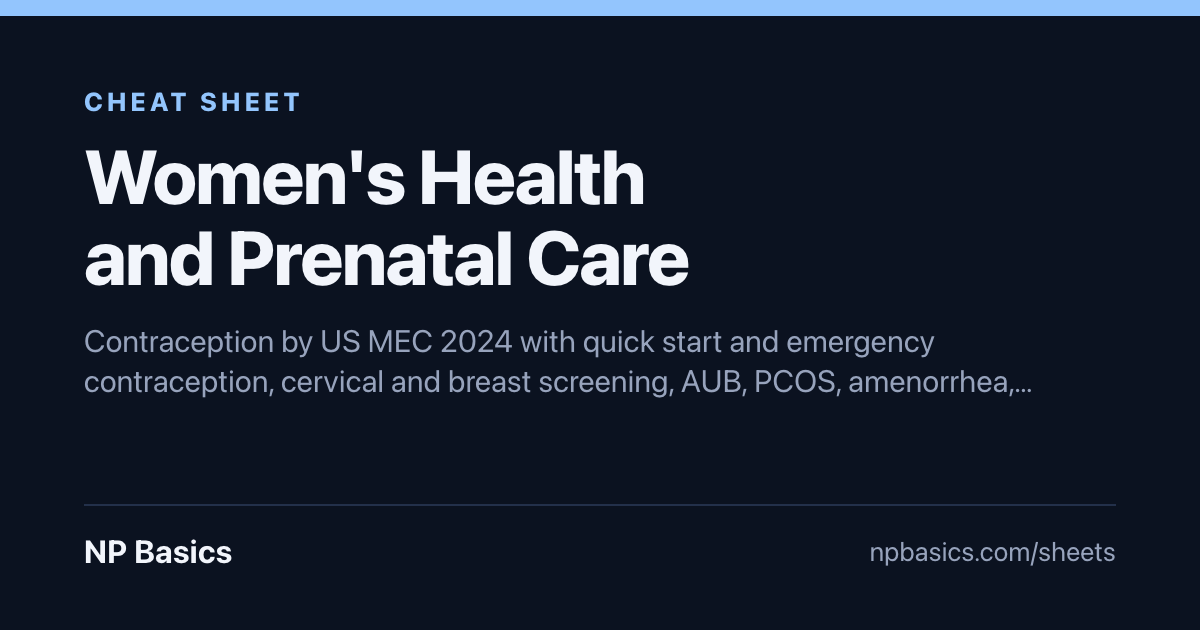 CHEAT SHEET
Women's Health
and Prenatal Care
Contraception by US MEC 2024 with quick start and emergency
contraception, cervical and breast screening, AUB, PCOS, amenorrhea,...
NP Basics
npbasics.com/sheets